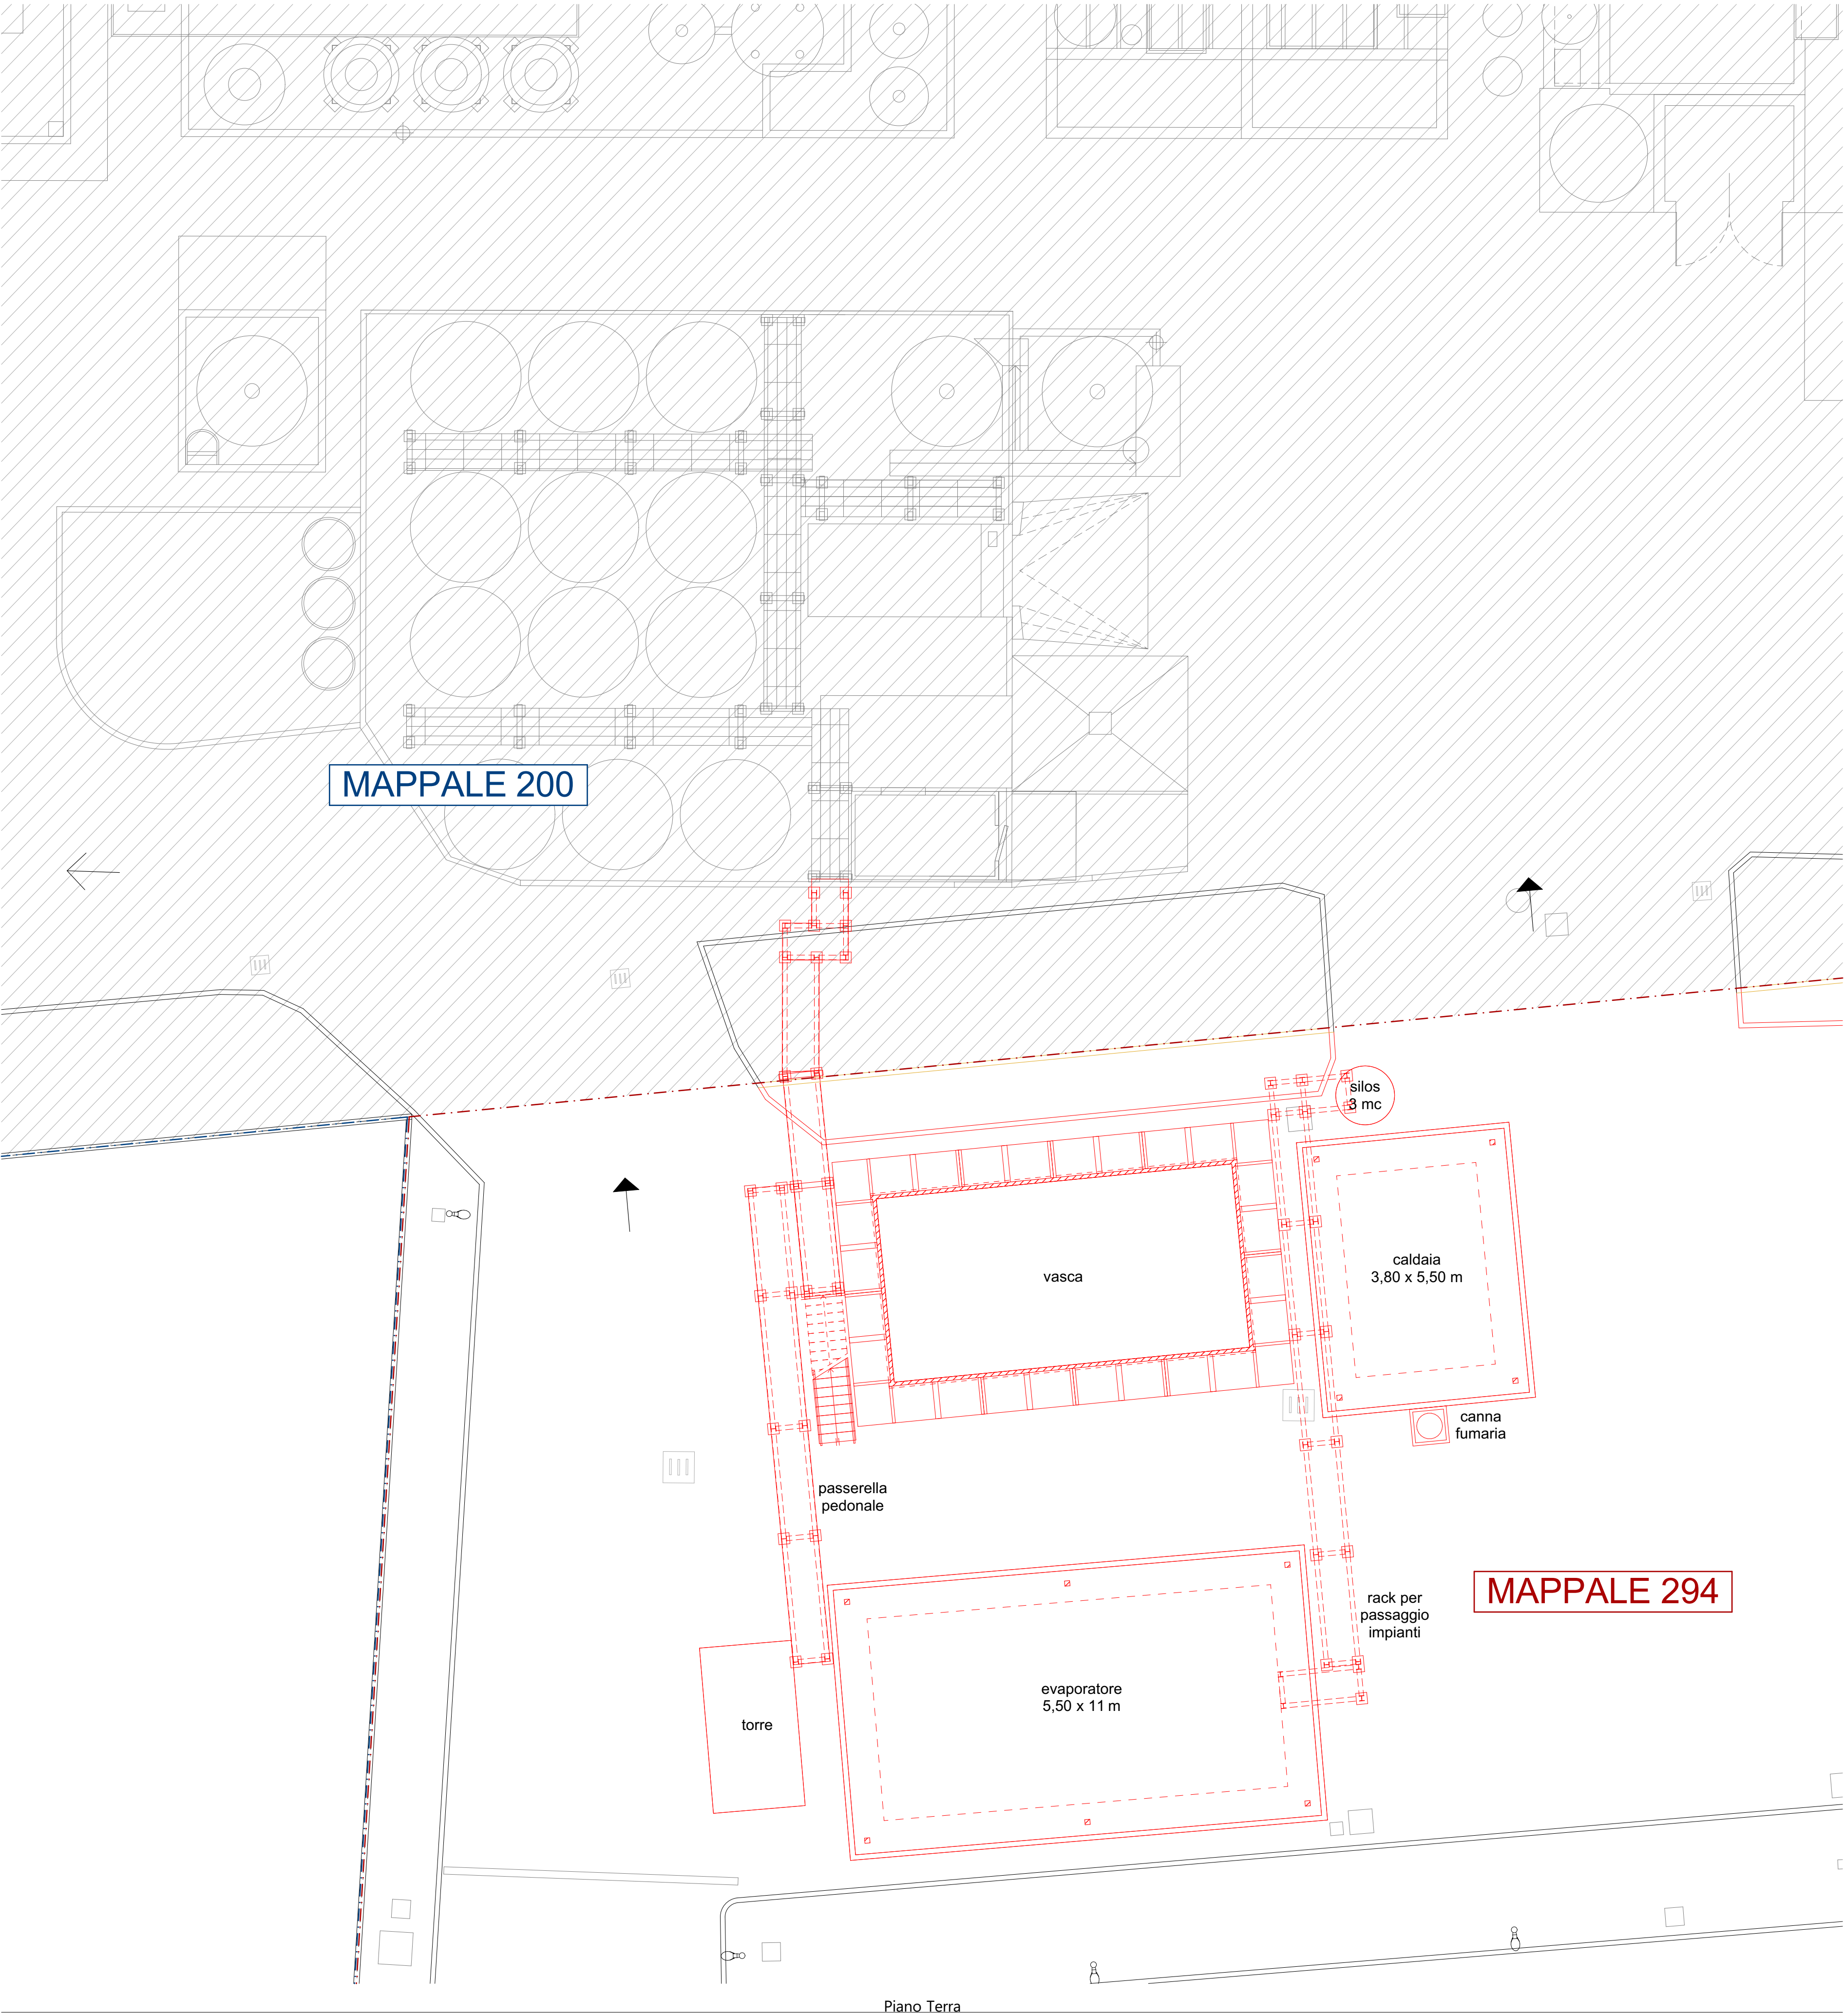 MAPPALE 200
silos
3 mc
caldaia
3,80 x 5,50 m
vasca
canna
fumaria
passerella
pedonale
MAPPALE 294
rack per
passaggio
impianti
evaporatore
5,50 x 11 m
torre
Piano Terra